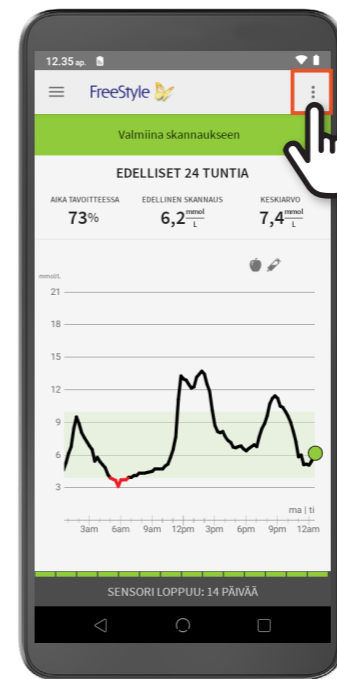 12.35 ap.
FreeStyle
Valmiina skannaukseen
EDELLISET 24 TUNTIA
AIKA TAVOITTEESSA EDELLINEN SKANNAUS KESKIARVO
73% 6,2 mmol/L 7,4 mmol/L
mmol/L
21
18
15
12
9
6
3
ma | ti
3am 6am 9am 12pm 3pm 6pm 9pm 12am
SENSORI LOPPUU: 14 PÄIVÄÄ